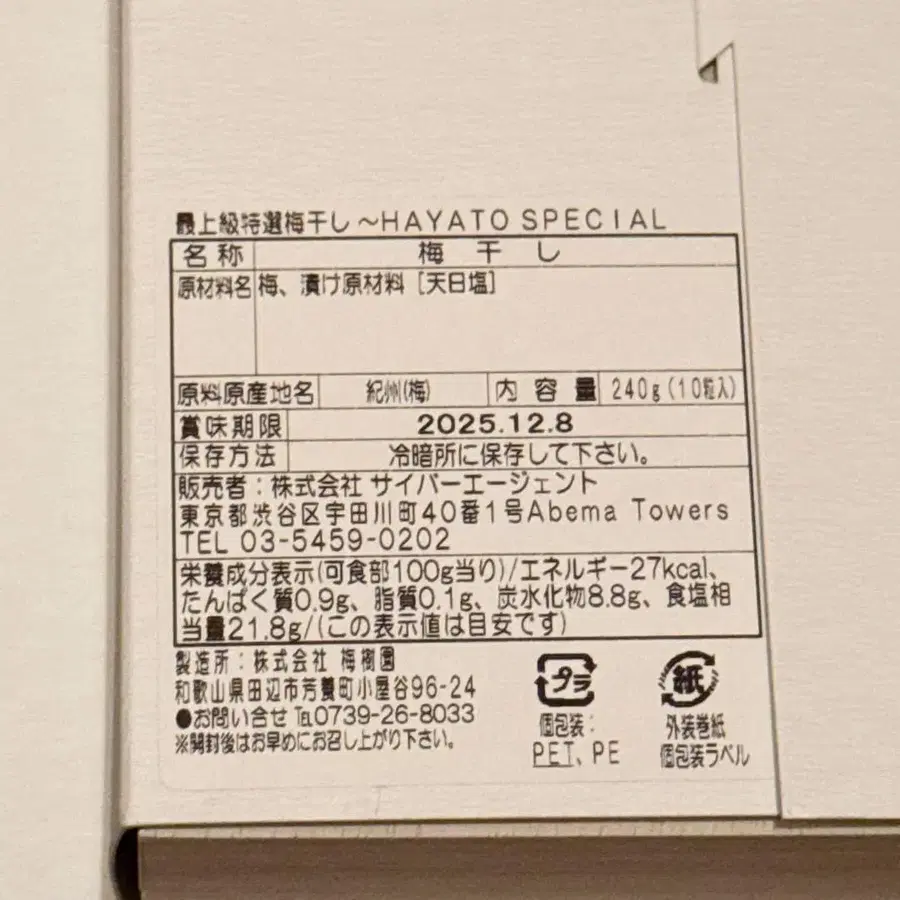 最上級特選梅干し～HAYATO SPECIAL
名称 梅干し
原材料名 梅、漬け原材料［天日塩］
原料原産地名 紀州(梅) 内容量 240g(10粒入)
賞味期限 2025.12.8
保存方法 冷暗所に保存して下さい。
販売者：株式会社 サイバーエージェント
東京都渋谷区宇田川町40番1号Abema Towers
TEL 03-5459-0202
栄養成分表示(可食部100g当り)/エネルギー27kcal、
たんぱく質0.9g、脂質0.1g、炭水化物8.8g、食塩相
当量21.8g/(この表示値は目安です)
製造所：株式会社 梅樹園
和歌山県田辺市芳養町小屋谷96-24
●お問い合せ℡0739-26-8033
※開封後はお早めにお召し上がり下さい。
プラ
個包装：
PET、PE
紙
外装巻紙
個包装ラベル